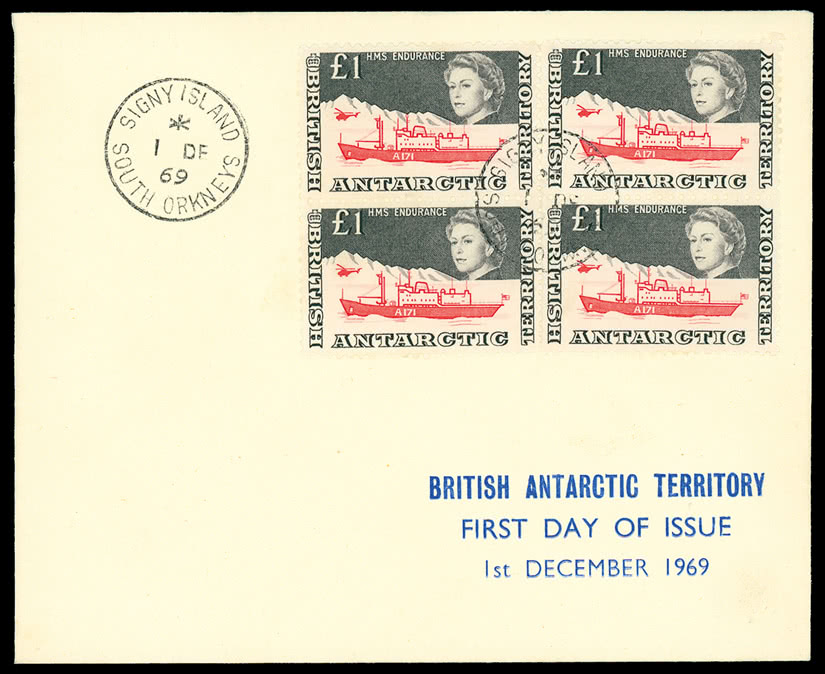 SIGNY ISLAND
1 DE
69
SOUTH ORKNEYS
£1 HMS ENDURANCE
BRITISH
A171
ANTARCTIC
TERRITORY
£1 HMS ENDURANCE
BRITISH
A171
ANTARCTIC
TERRITORY
£1 HMS ENDURANCE
BRITISH
A171
ANTARCTIC
TERRITORY
£1 HMS ENDURANCE
BRITISH
A171
ANTARCTIC
TERRITORY
SIGNY ISLAND
BRITISH ANTARCTIC TERRITORY
FIRST DAY OF ISSUE
1st DECEMBER 1969